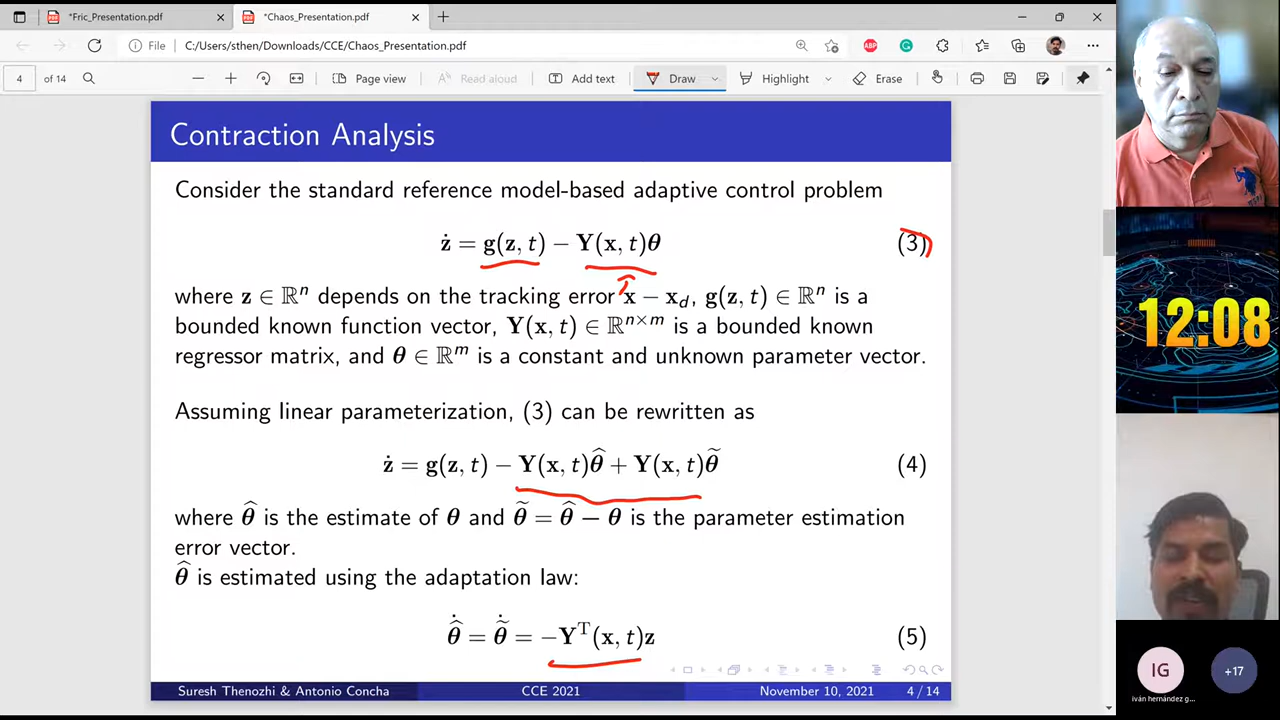 *Fric_Presentation.pdf
*Chaos_Presentation.pdf
File
C:/Users/sthen/Downloads/CCE/Chaos_Presentation.pdf
ABP
4 of 14
Page view
Read aloud
Add text
Draw
Highlight
Erase
Contraction Analysis
Consider the standard reference model-based adaptive control problem
ż = g(z, t) − Y(x, t)θ (3)
where z ∈ ℝⁿ depends on the tracking error x − x_d, g(z, t) ∈ ℝⁿ is a
bounded known function vector, Y(x, t) ∈ ℝⁿˣᵐ is a bounded known
regressor matrix, and θ ∈ ℝᵐ is a constant and unknown parameter vector.
Assuming linear parameterization, (3) can be rewritten as
ż = g(z, t) − Y(x, t)θ̂ + Y(x, t)θ̃ (4)
where θ̂ is the estimate of θ and θ̃ = θ̂ − θ is the parameter estimation
error vector.
θ̂ is estimated using the adaptation law:
θ̂̇ = θ̃̇ = −Yᵀ(x, t)z (5)
Suresh Thenozhi & Antonio Concha CCE 2021 November 10, 2021 4 / 14
12:08
IG
iván hernández g...
+17